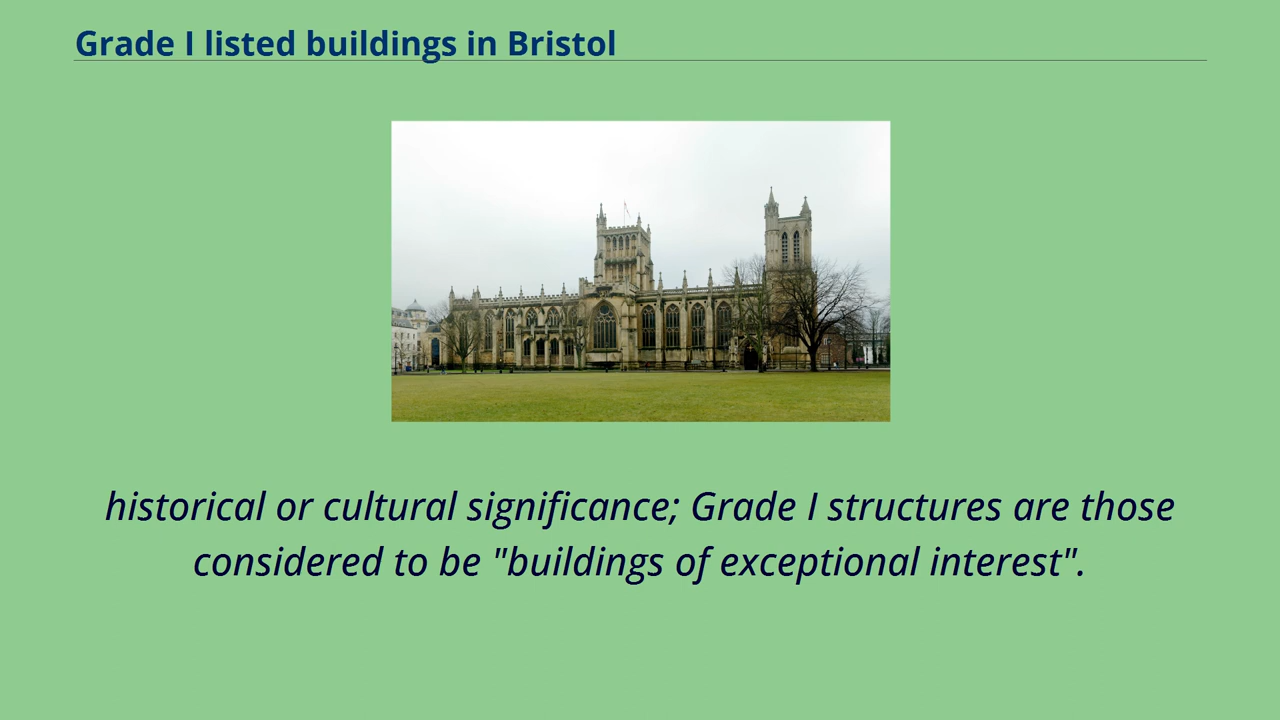 Grade I listed buildings in Bristol
historical or cultural significance; Grade I structures are those
considered to be "buildings of exceptional interest".